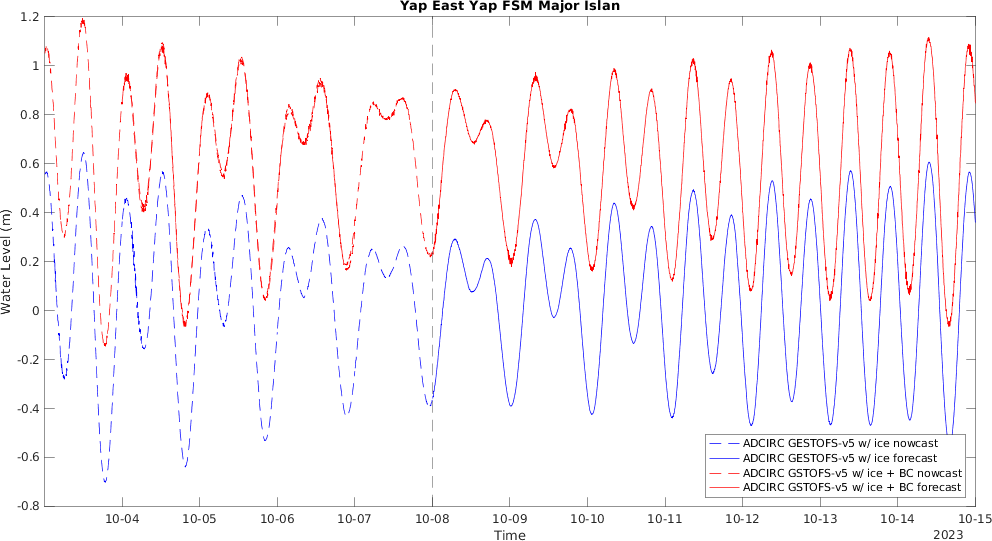 Yap East Yap FSM Major Islan
1.2
1
0.8
0.6
0.4
0.2
0
-0.2
-0.4
-0.6
-0.8
Water Level (m)
ADCIRC GESTOFS-v5 w/ ice nowcast
ADCIRC GESTOFS-v5 w/ ice forecast
ADCIRC GSTOFS-v5 w/ ice + BC nowcast
ADCIRC GSTOFS-v5 w/ ice + BC forecast
10-04 10-05 10-06 10-07 10-08 10-09 10-10 10-11 10-12 10-13 10-14 10-15
Time
2023